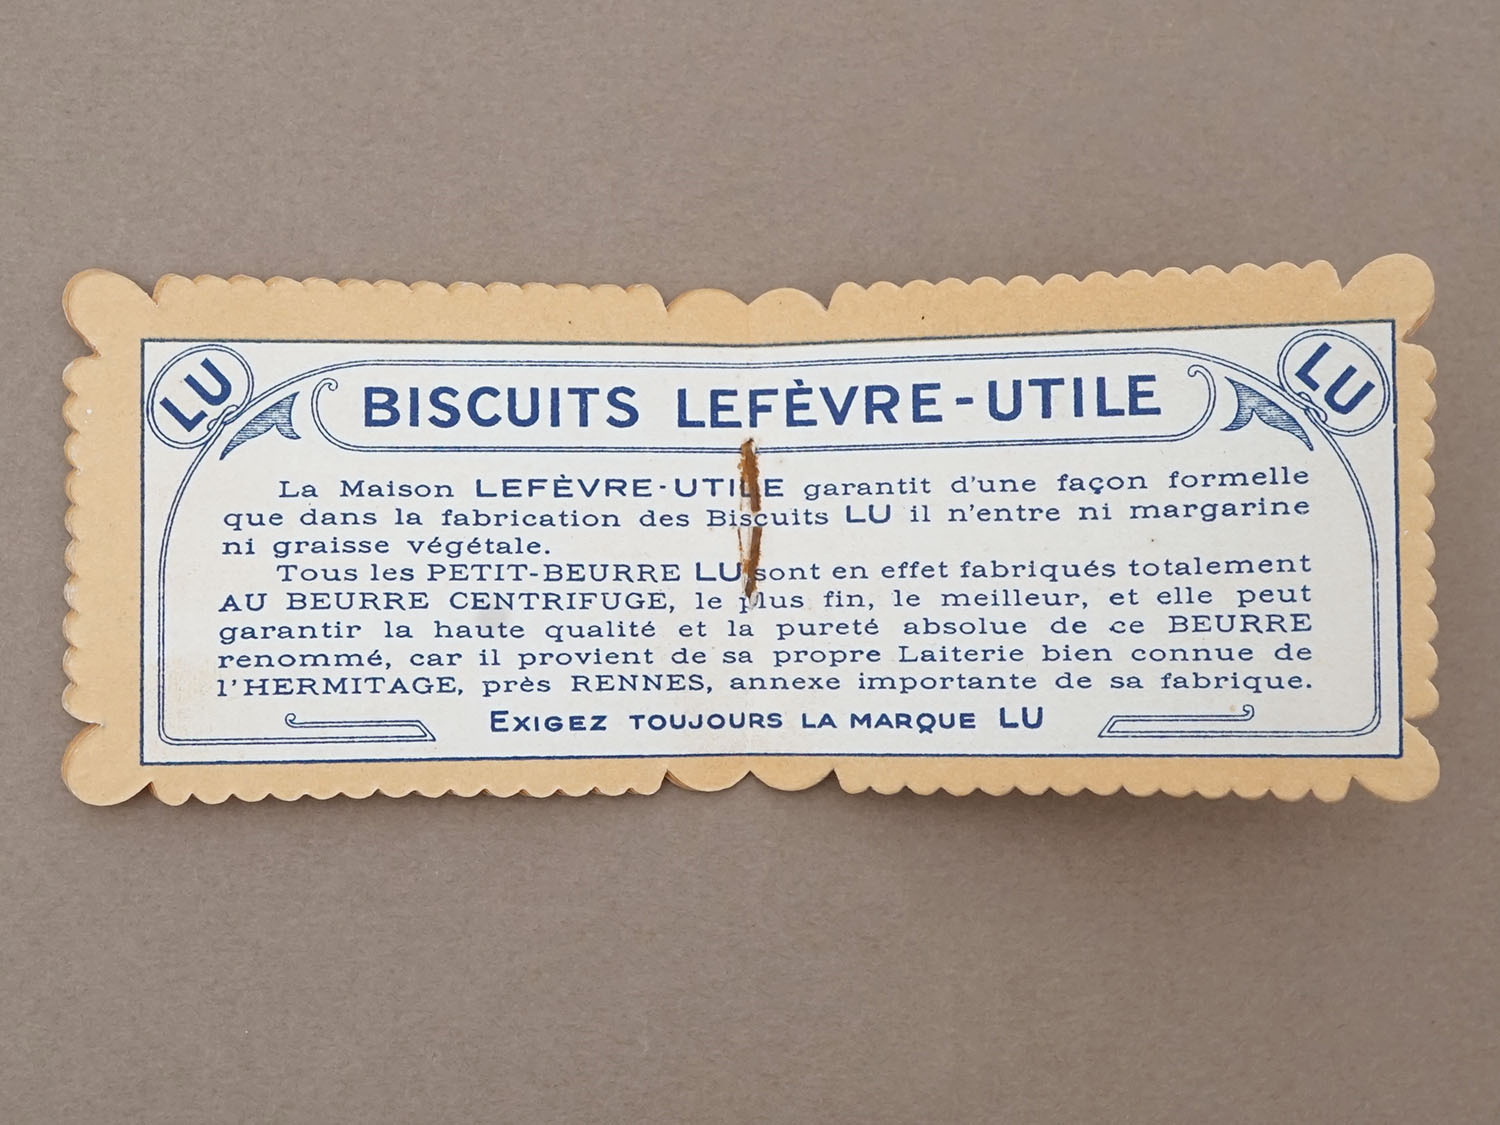 LU
LU
BISCUITS LEFÈVRE-UTILE
La Maison LEFÈVRE-UTILE garantit d'une façon formelle
que dans la fabrication des Biscuits LU il n'entre ni margarine
ni graisse végétale.
Tous les PETIT-BEURRE LU sont en effet fabriqués totalement
AU BEURRE CENTRIFUGE, le plus fin, le meilleur, et elle peut
garantir la haute qualité et la pureté absolue de ce BEURRE
renommé, car il provient de sa propre Laiterie bien connue de
l'HERMITAGE, près RENNES, annexe importante de sa fabrique.
EXIGEZ TOUJOURS LA MARQUE LU